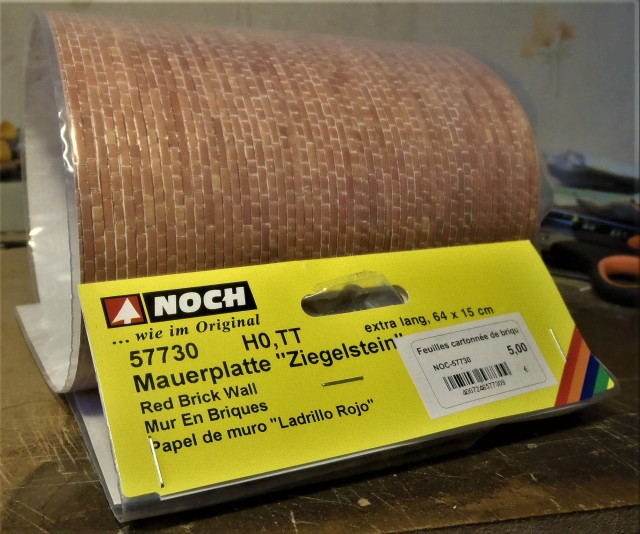 NOCH
... wie im Original
57730 H0,TT extra lang, 64 x 15 cm
Mauerplatte "Ziegelstein"
Red Brick Wall
Mur En Briques
Papel de muro "Ladrillo Rojo"
Feuilles cartonnée de briqu
NOC-57730 5,00
€
4007246577309